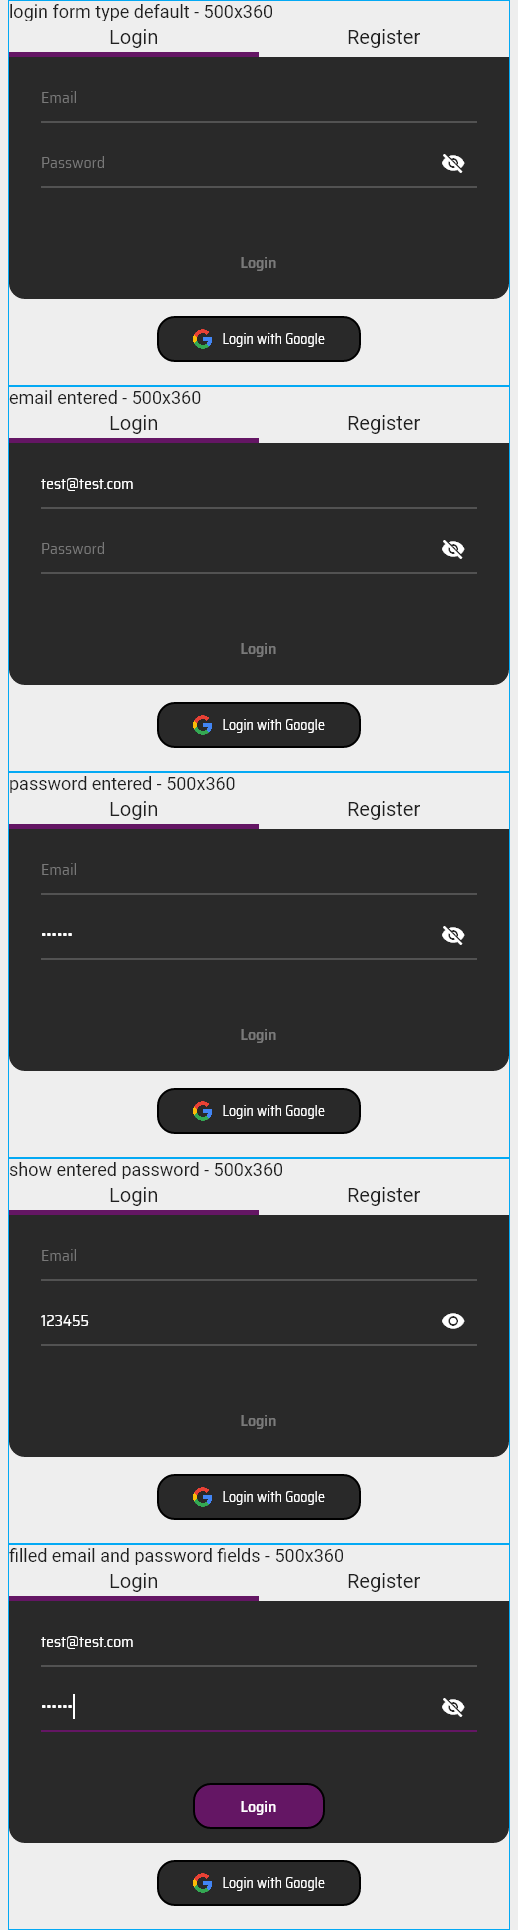 login form type default - 500x360
Login Register
Email
Password
Login
Login with Google
email entered - 500x360
Login Register
test@test.com
Password
Login
Login with Google
password entered - 500x360
Login Register
Email
••••••
Login
Login with Google
show entered password - 500x360
Login Register
Email
123455
Login
Login with Google
filled email and password fields - 500x360
Login Register
test@test.com
••••••
Login
Login with Google